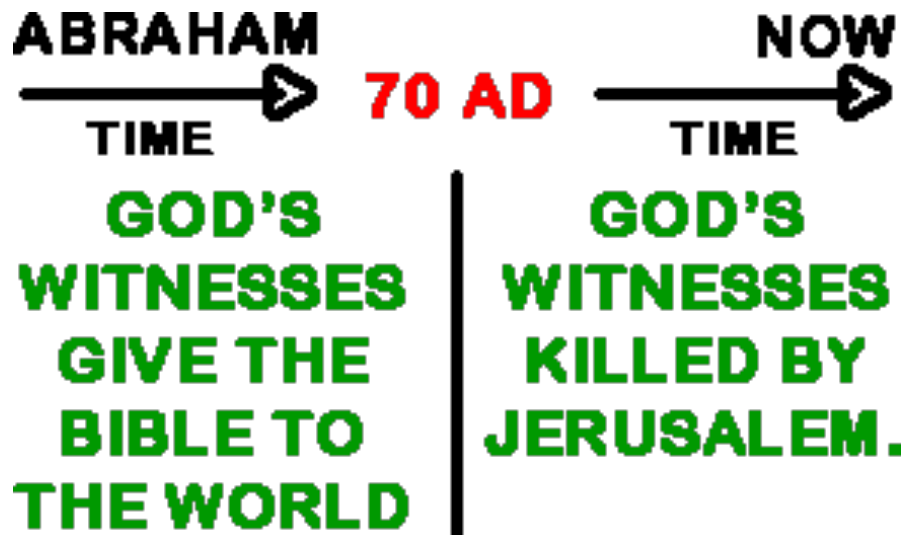 ABRAHAM
NOW
70 AD
TIME
TIME
GOD'S
WITNESSES
GIVE THE
BIBLE TO
THE WORLD
GOD'S
WITNESSES
KILLED BY
JERUSALEM.